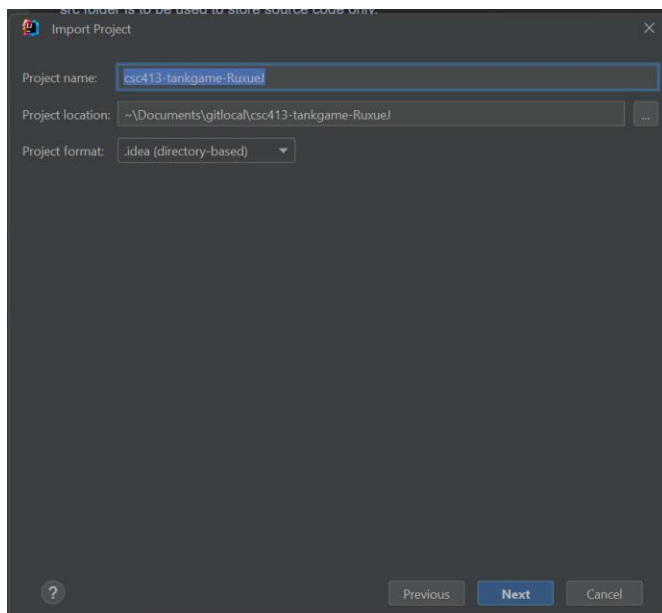 src folder is to be used to store source code only.
Import Project
Project name: csc413-tankgame-RuxueJ
Project location: ~\Documents\gitlocal\csc413-tankgame-RuxueJ ...
Project format: .idea (directory-based)
? Previous Next Cancel